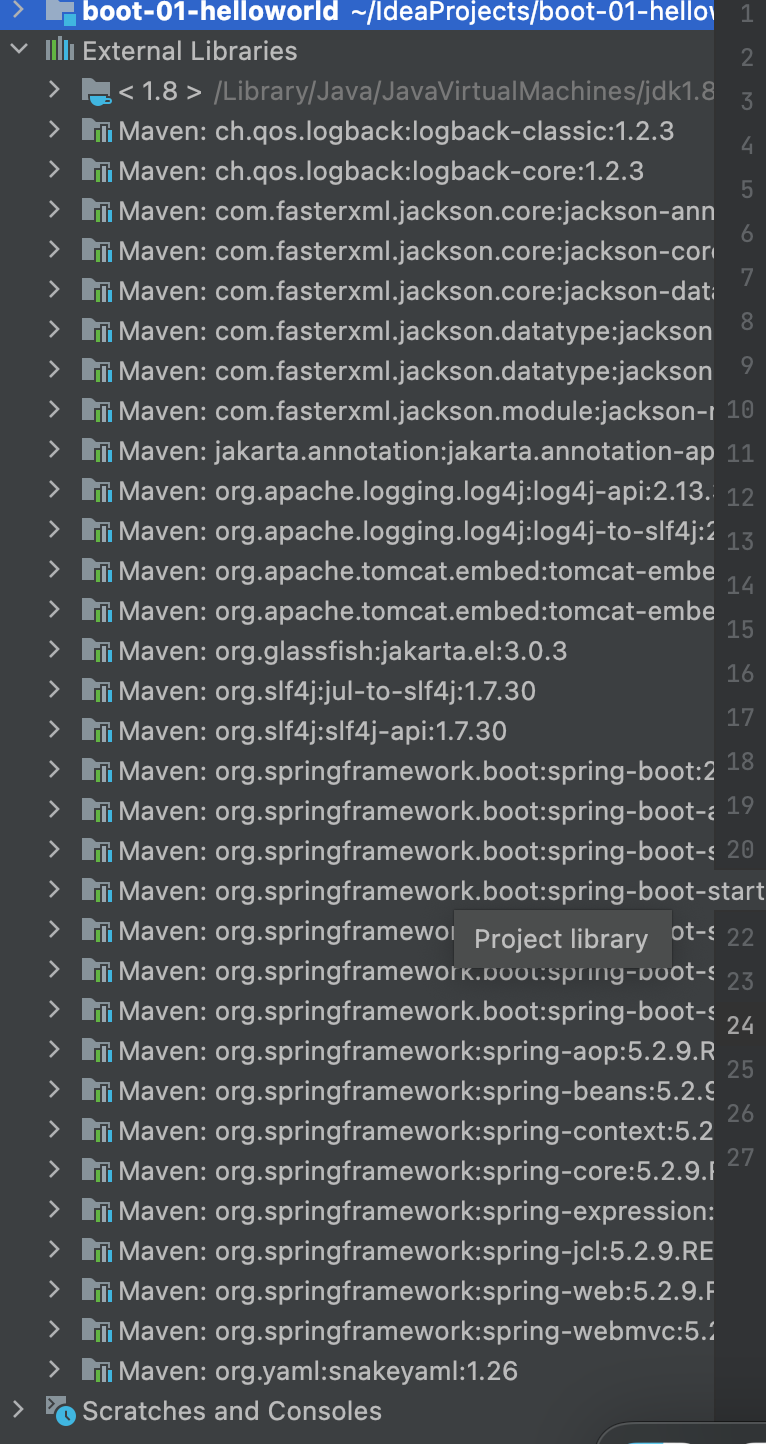 boot-01-helloworld ~/IdeaProjects/boot-01-hellow
External Libraries
< 1.8 > /Library/Java/JavaVirtualMachines/jdk1.8
Maven: ch.qos.logback:logback-classic:1.2.3
Maven: ch.qos.logback:logback-core:1.2.3
Maven: com.fasterxml.jackson.core:jackson-ann
Maven: com.fasterxml.jackson.core:jackson-core
Maven: com.fasterxml.jackson.core:jackson-data
Maven: com.fasterxml.jackson.datatype:jackson
Maven: com.fasterxml.jackson.datatype:jackson
Maven: com.fasterxml.jackson.module:jackson-r
Maven: jakarta.annotation:jakarta.annotation-ap
Maven: org.apache.logging.log4j:log4j-api:2.13.
Maven: org.apache.logging.log4j:log4j-to-slf4j:2
Maven: org.apache.tomcat.embed:tomcat-embe
Maven: org.apache.tomcat.embed:tomcat-embe
Maven: org.glassfish:jakarta.el:3.0.3
Maven: org.slf4j:jul-to-slf4j:1.7.30
Maven: org.slf4j:slf4j-api:1.7.30
Maven: org.springframework.boot:spring-boot:2
Maven: org.springframework.boot:spring-boot-a
Maven: org.springframework.boot:spring-boot-s
Maven: org.springframework.boot:spring-boot-start
Maven: org.springframewo ot-s
Project library
Maven: org.springframework.boot:spring-boot-s
Maven: org.springframework.boot:spring-boot-s
Maven: org.springframework:spring-aop:5.2.9.R
Maven: org.springframework:spring-beans:5.2.9
Maven: org.springframework:spring-context:5.2
Maven: org.springframework:spring-core:5.2.9.R
Maven: org.springframework:spring-expression:
Maven: org.springframework:spring-jcl:5.2.9.RE
Maven: org.springframework:spring-web:5.2.9.R
Maven: org.springframework:spring-webmvc:5.2
Maven: org.yaml:snakeyaml:1.26
Scratches and Consoles
1
2
3
4
5
6
7
8
9
10
11
12
13
14
15
16
17
18
19
20
22
23
24
25
26
27